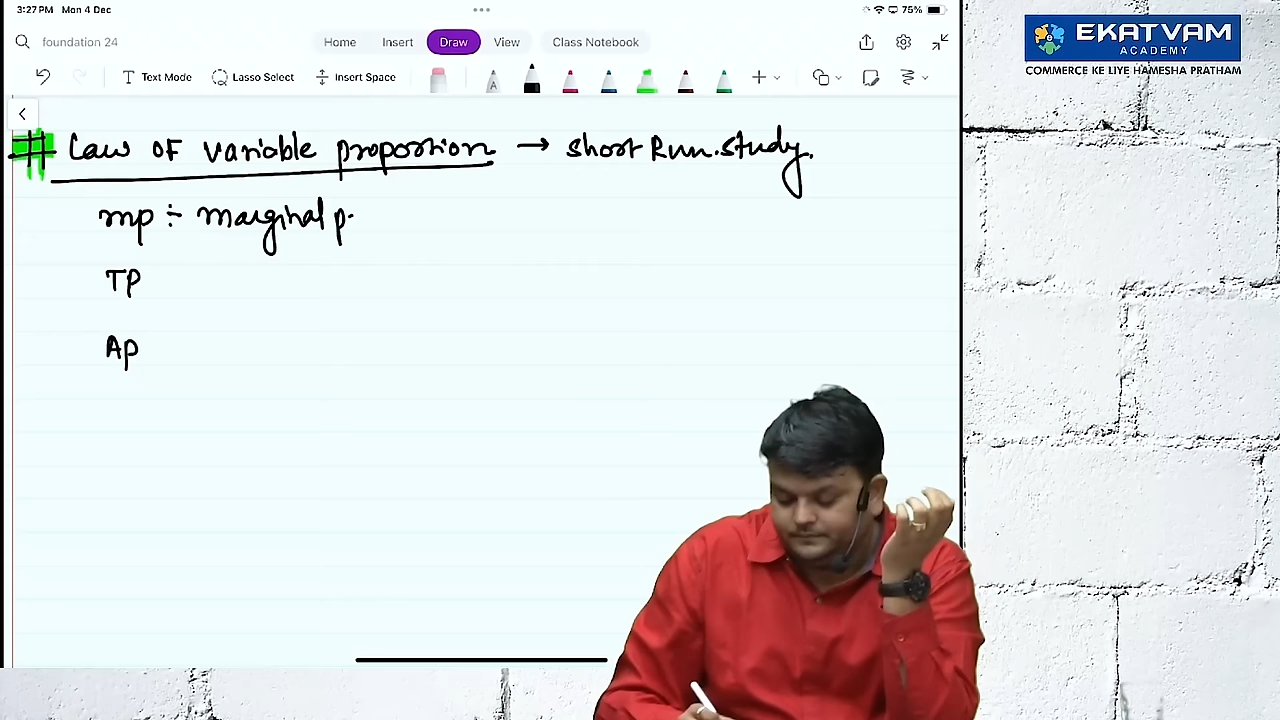 3:27 PM Mon 4 Dec
75%
foundation 24
Home Insert Draw View Class Notebook
Text Mode Lasso Select Insert Space
EKATVAM
ACADEMY
COMMERCE KE LIYE HAMESHA PRATHAM
# Law OF variable proportion → short Run. study.
mp ÷ marginal p.
TP
AP